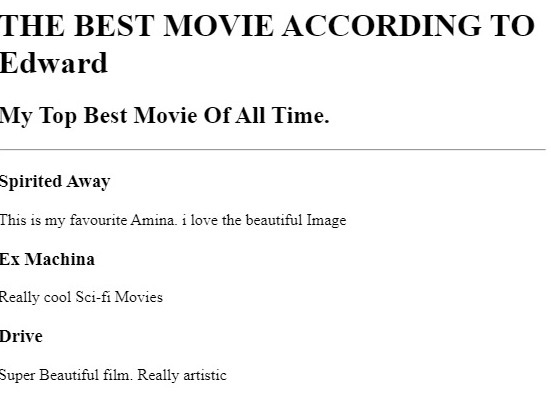 THE BEST MOVIE ACCORDING TO
Edward
My Top Best Movie Of All Time.
Spirited Away
This is my favourite Amina. i love the beautiful Image
Ex Machina
Really cool Sci-fi Movies
Drive
Super Beautiful film. Really artistic